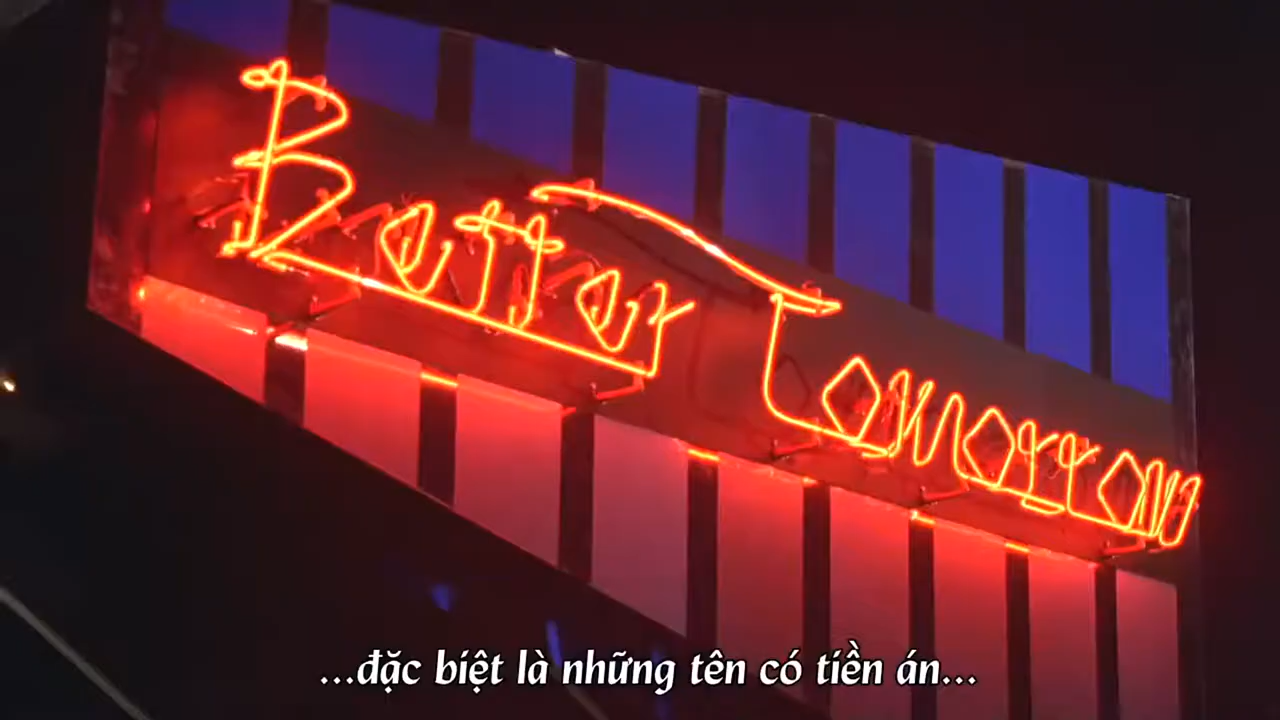 Better Tomorrow
...đặc biệt là những tên có tiền án...